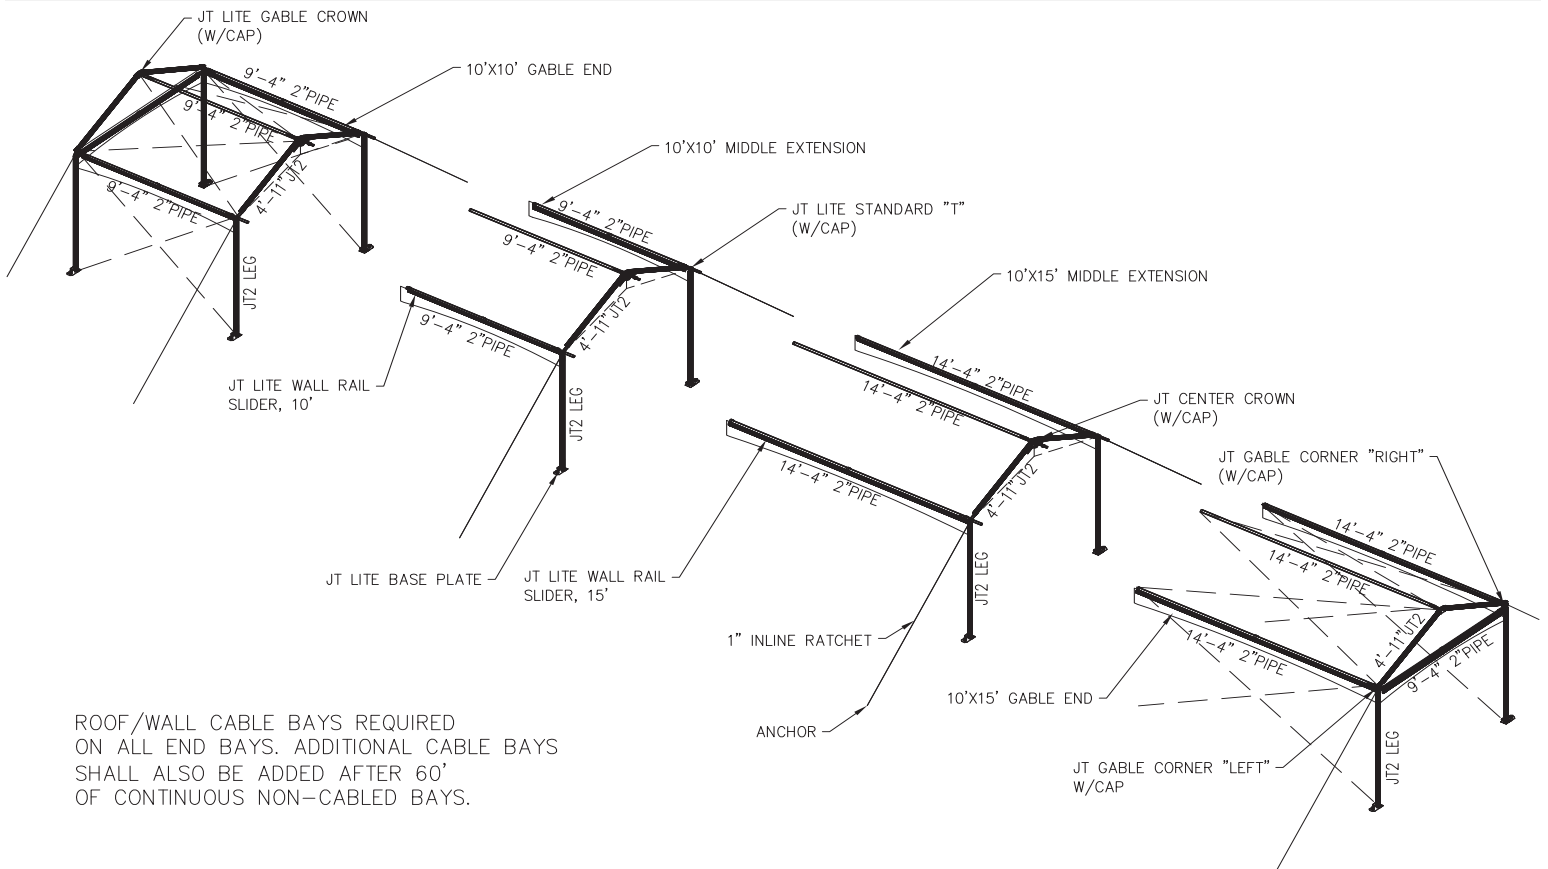 JT LITE GABLE CROWN
(W/CAP)
9'-4" 2"PIPE
10'X10' GABLE END
9'-4" 2"PIPE
9'-4" 2"PIPE
4'-11" JT2
JT2 LEG
10'X10' MIDDLE EXTENSION
9'-4" 2"PIPE
JT LITE STANDARD "T"
(W/CAP)
9'-4" 2"PIPE
9'-4" 2"PIPE
4'-11" JT2
JT2 LEG
JT LITE WALL RAIL
SLIDER, 10'
10'X15' MIDDLE EXTENSION
14'-4" 2"PIPE
14'-4" 2"PIPE
JT CENTER CROWN
(W/CAP)
14'-4" 2"PIPE
4'-11" JT2
JT2 LEG
JT GABLE CORNER "RIGHT"
(W/CAP)
JT LITE BASE PLATE
JT LITE WALL RAIL
SLIDER, 15'
14'-4" 2"PIPE
14'-4" 2"PIPE
14'-4" 2"PIPE
4'-11" JT2
9'-4" 2"PIPE
JT2 LEG
1" INLINE RATCHET
10'X15' GABLE END
ANCHOR
JT GABLE CORNER "LEFT"
W/CAP
ROOF/WALL CABLE BAYS REQUIRED
ON ALL END BAYS. ADDITIONAL CABLE BAYS
SHALL ALSO BE ADDED AFTER 60'
OF CONTINUOUS NON-CABLED BAYS.